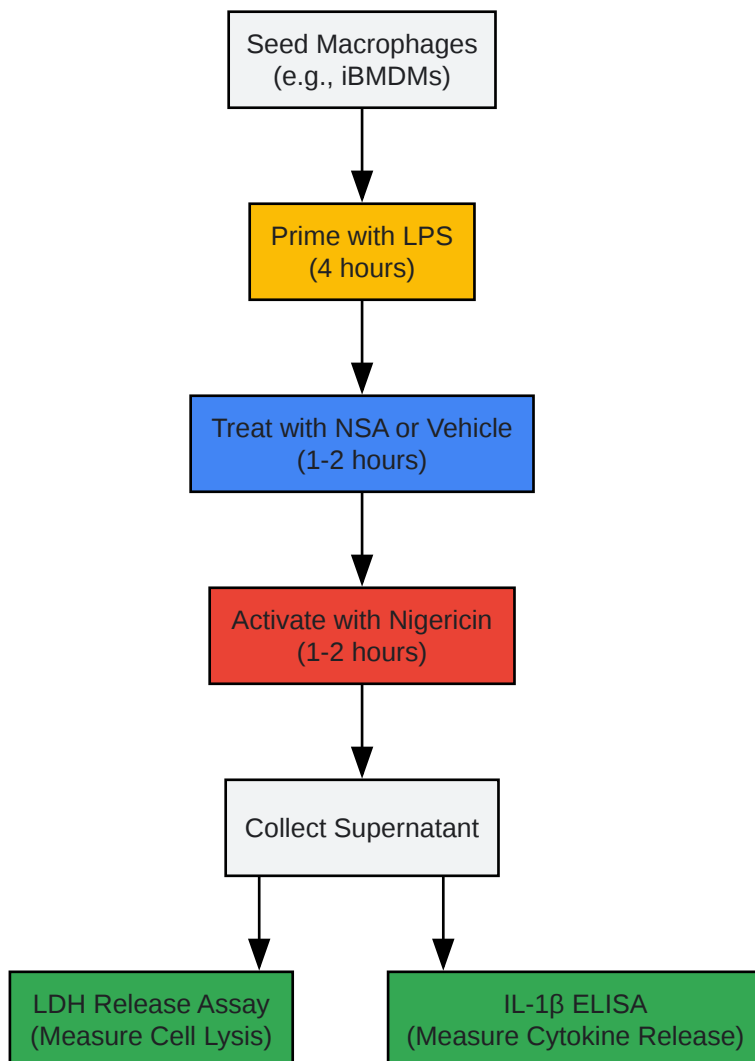 Seed Macrophages
(e.g., iBMDMs)
Prime with LPS
(4 hours)
Treat with NSA or Vehicle
(1-2 hours)
Activate with Nigericin
(1-2 hours)
Collect Supernatant
LDH Release Assay
(Measure Cell Lysis)
IL-1β ELISA
(Measure Cytokine Release)